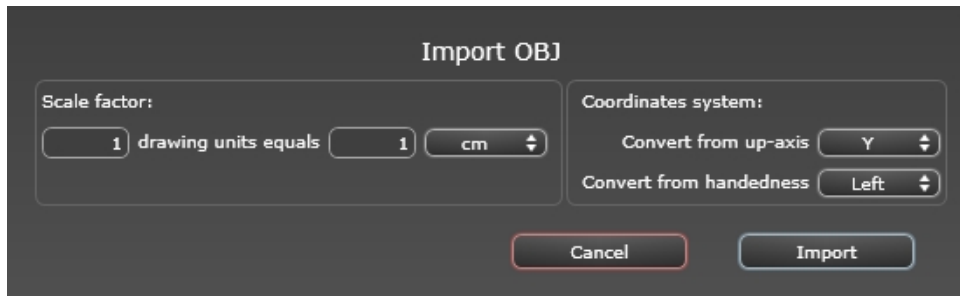 Import OBJ
Scale factor:
1 drawing units equals 1 cm
Coordinates system:
Convert from up-axis Y
Convert from handedness Left
Cancel
Import